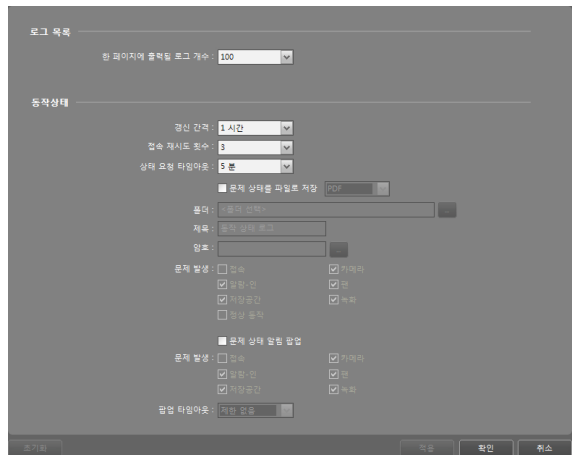 로그 목록
한 페이지에 출력될 로그 개수 : 100
동작상태
갱신 간격 : 1 시간
접속 재시도 횟수 : 3
상태 요청 타임아웃 : 5 분
문제 상태를 파일로 저장 PDF
폴더 : <폴더 선택> ...
제목 : 동작 상태 로그
암호 : ...
문제 발생 : 접속 카메라
알람-인 팬
저장공간 녹화
정상 동작
문제 상태 알림 팝업
문제 발생 : 접속 카메라
알람-인 팬
저장공간 녹화
팝업 타임아웃 : 제한 없음
초기화 적용 확인 취소